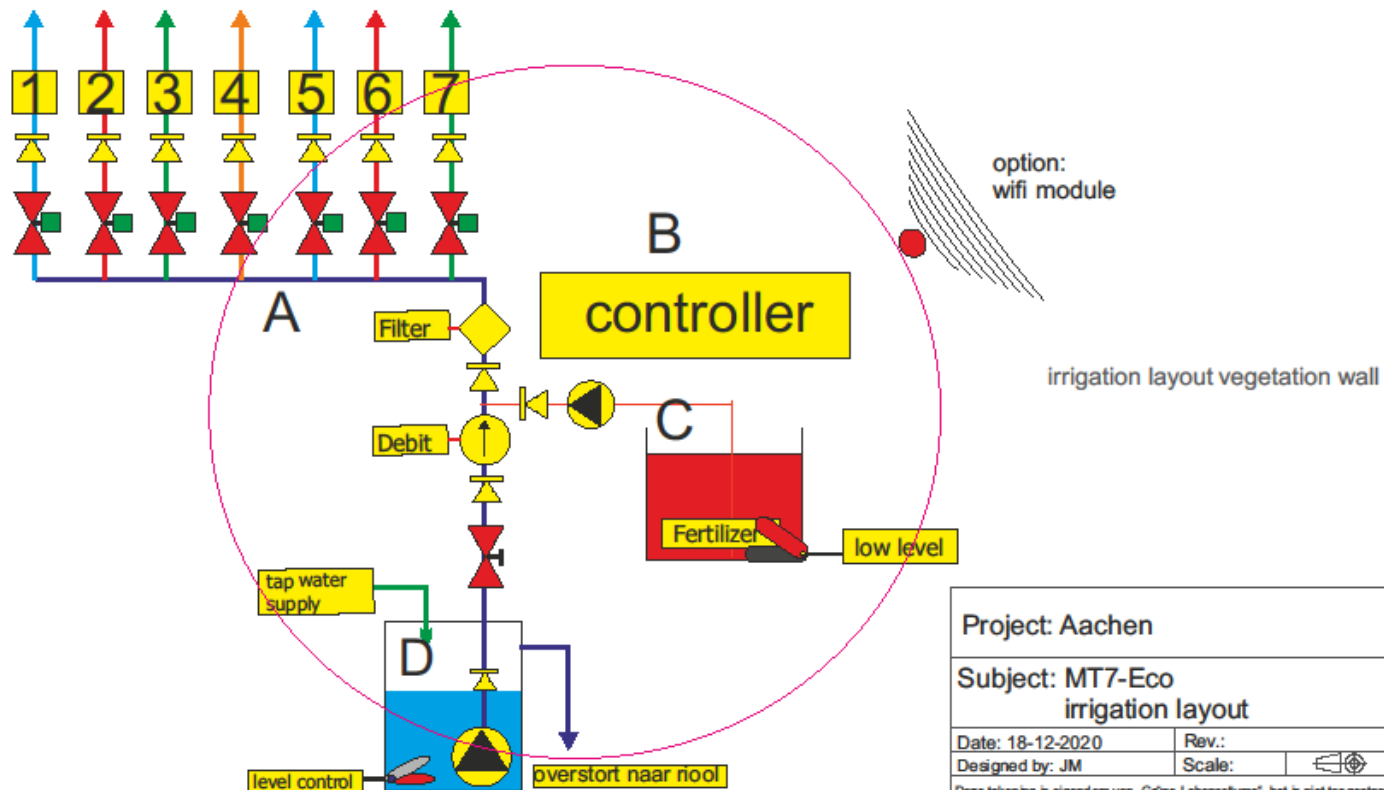 1 2 3 4 5 6 7
option:
wifi module
B
A
controller
Filter
irrigation layout vegetation wall
C
Debit
Fertilizer
low level
tap water
supply
D
level control
overstort naar riool
Project: Aachen
Subject: MT7-Eco
irrigation layout
Date: 18-12-2020 Rev.:
Designed by: JM Scale: